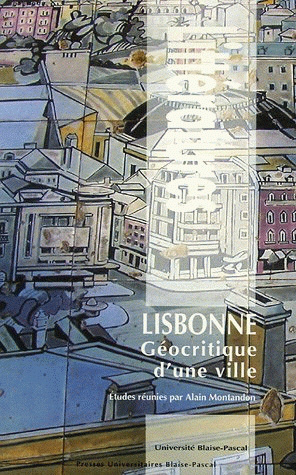 LISBONNE
Géocritique
d'une ville
Études réunies par Alain Montandon
Université Blaise-Pascal
Presses Universitaires Blaise-Pascal